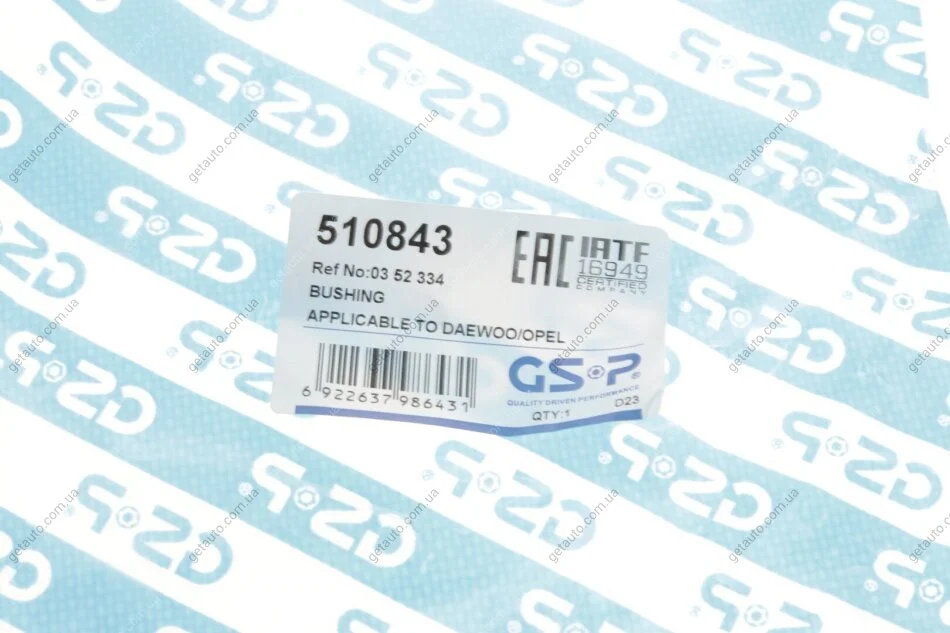 510843
Ref No:03 52 334
BUSHING
APPLICABLE TO DAEWOO/OPEL
EAC
IATF
16949
CERTIFIED
COMPANY
6 922637 986431
GSP®
QUALITY DRIVEN PERFORMANCE
QTY:1
D23
getauto.com.ua